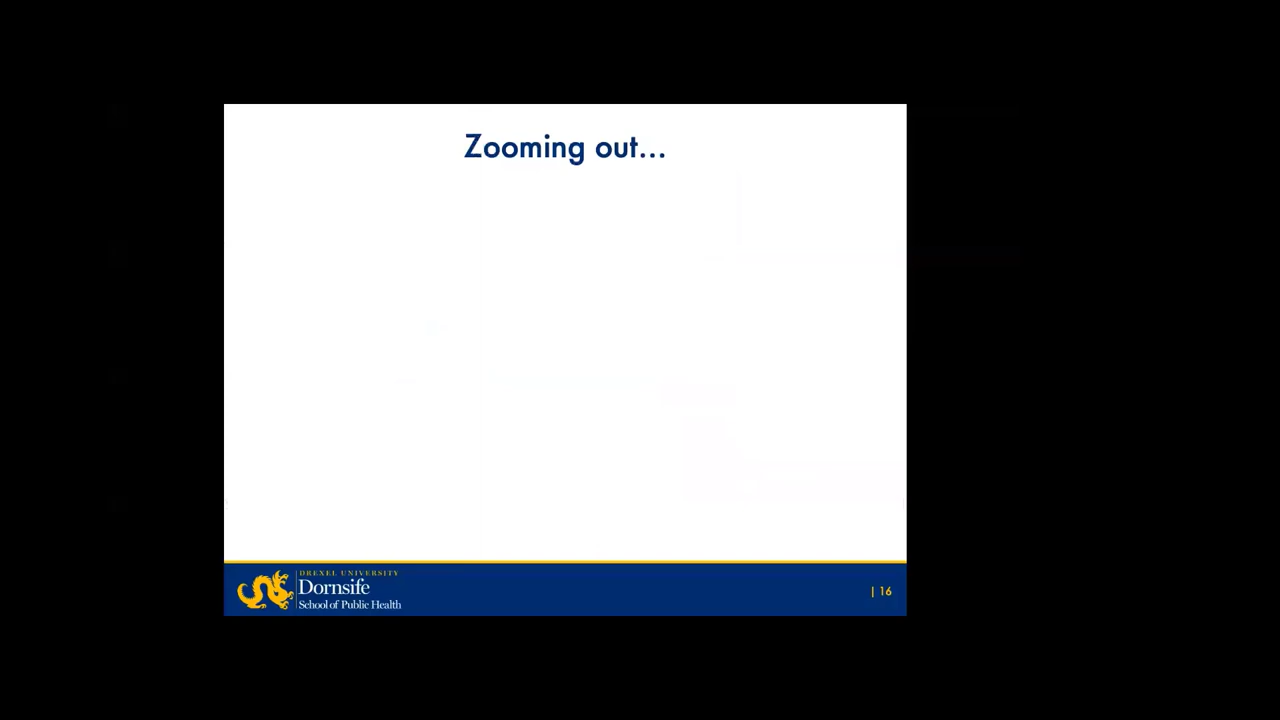 Zooming out...
DREXEL UNIVERSITY
Dornsife
School of Public Health
| 16